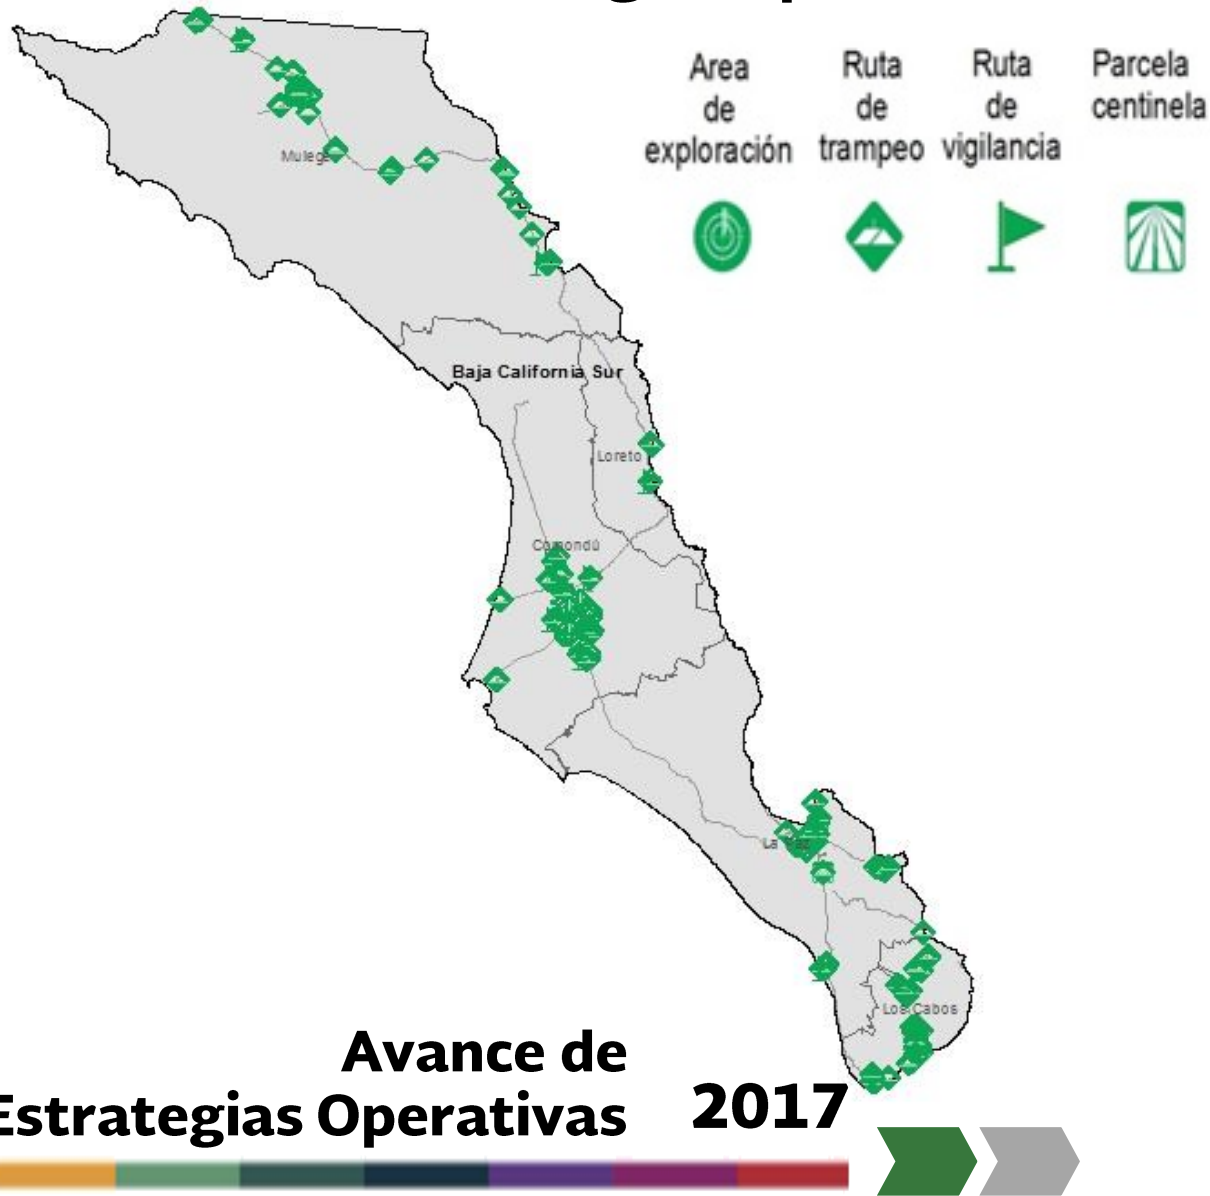 Area
de
exploración
Ruta
de
trampeo
Ruta
de
vigilancia
Parcela
centinela
Mulegé
Baja California Sur
Loreto
Comondú
La Paz
Los Cabos
Avance de
Estrategias Operativas
2017